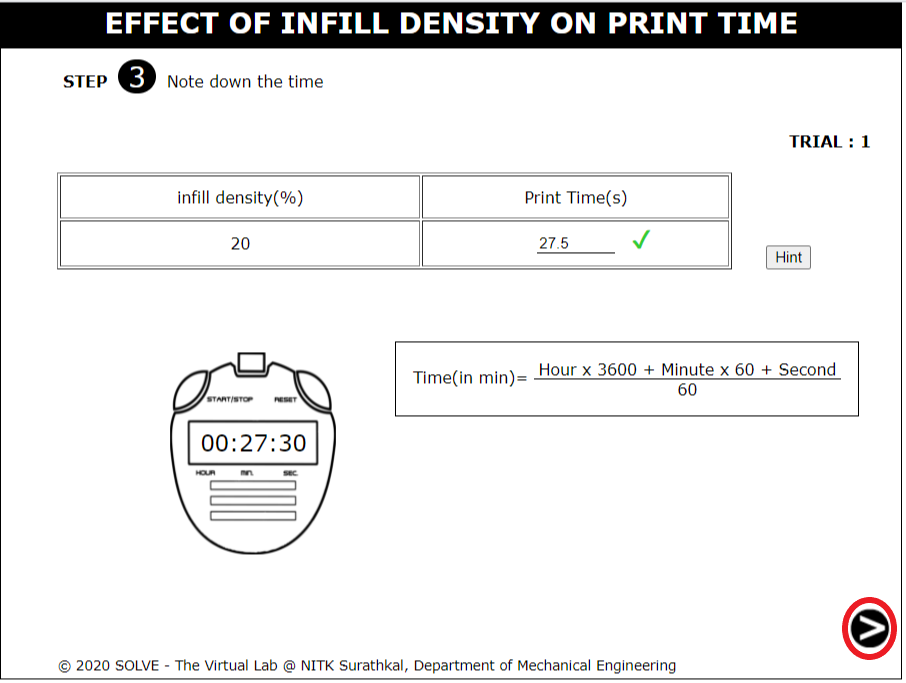 EFFECT OF INFILL DENSITY ON PRINT TIME
STEP 3 Note down the time
TRIAL : 1
infill density(%) Print Time(s)
20 27.5
Hint
Time(in min)= Hour x 3600 + Minute x 60 + Second
60
START/STOP RESET
00:27:30
HOUR min. SEC.
© 2020 SOLVE - The Virtual Lab @ NITK Surathkal, Department of Mechanical Engineering